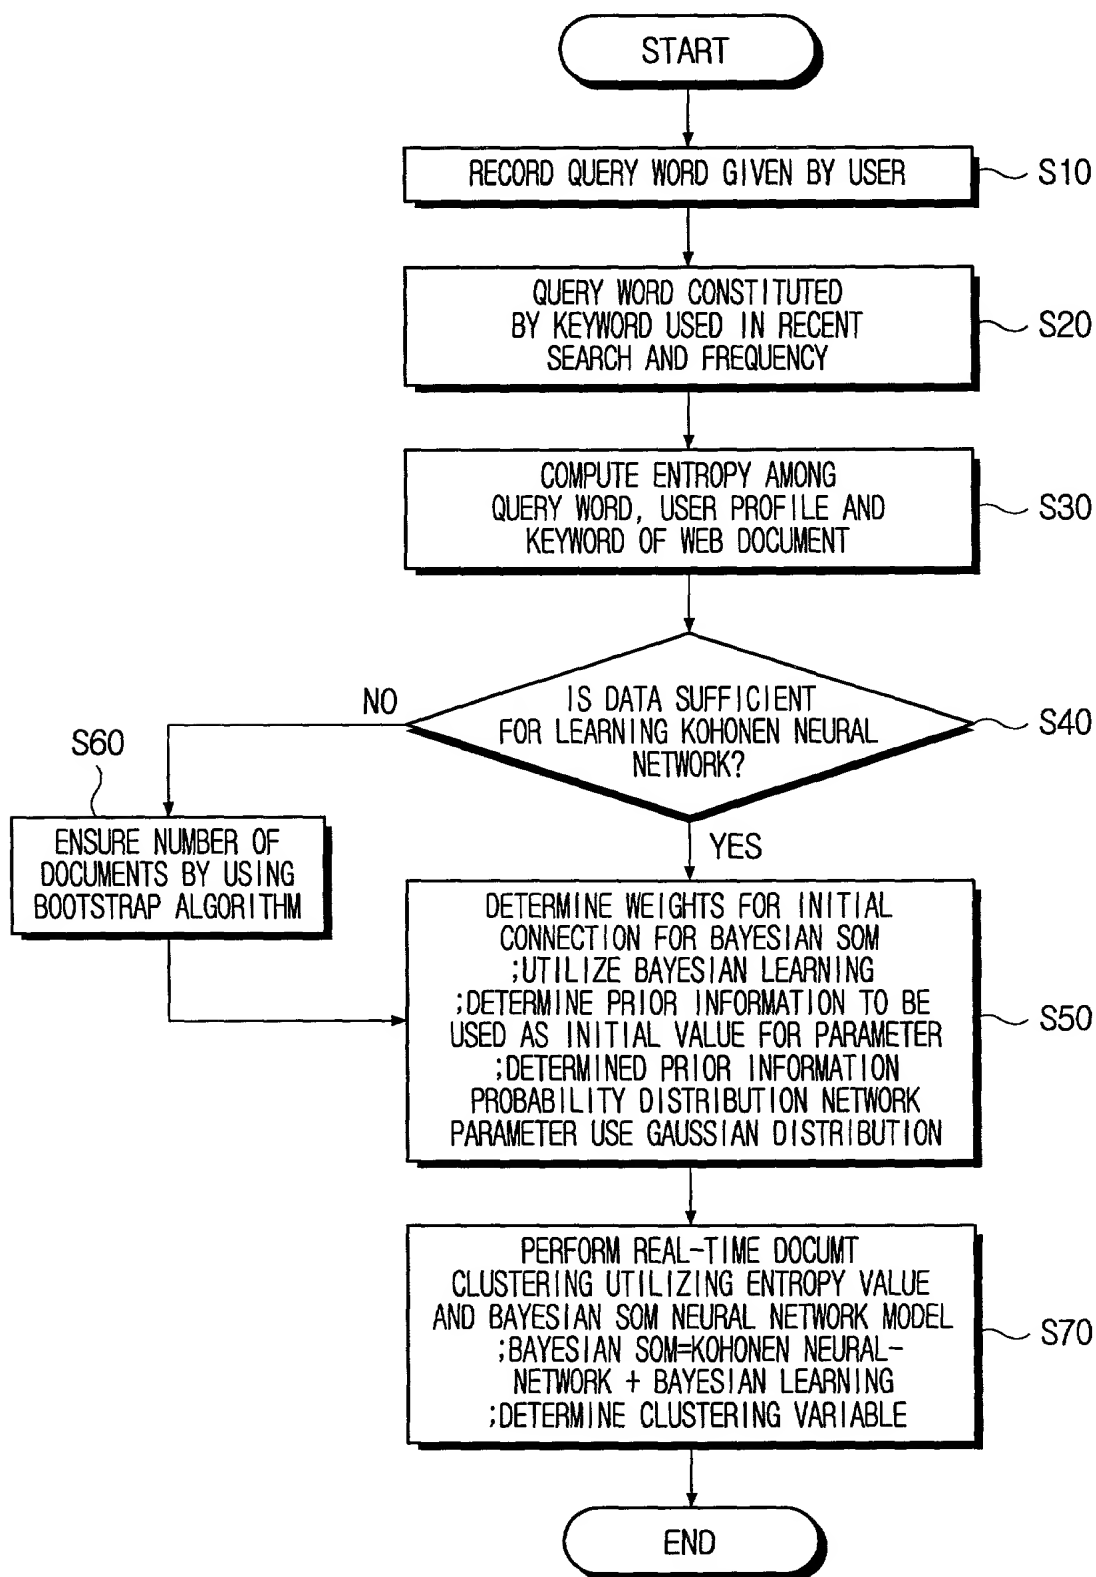 START
RECORD QUERY WORD GIVEN BY USER
S10
QUERY WORD CONSTITUTED
BY KEYWORD USED IN RECENT
SEARCH AND FREQUENCY
S20
COMPUTE ENTROPY AMONG
QUERY WORD, USER PROFILE AND
KEYWORD OF WEB DOCUMENT
S30
IS DATA SUFFICIENT
FOR LEARNING KOHONEN NEURAL
NETWORK?
S40
NO
S60
ENSURE NUMBER OF
DOCUMENTS BY USING
BOOTSTRAP ALGORITHM
YES
DETERMINE WEIGHTS FOR INITIAL
CONNECTION FOR BAYESIAN SOM
;UTILIZE BAYESIAN LEARNING
;DETERMINE PRIOR INFORMATION TO BE
USED AS INITIAL VALUE FOR PARAMETER
;DETERMINED PRIOR INFORMATION
PROBABILITY DISTRIBUTION NETWORK
PARAMETER USE GAUSSIAN DISTRIBUTION
S50
PERFORM REAL-TIME DOCUMT
CLUSTERING UTILIZING ENTROPY VALUE
AND BAYESIAN SOM NEURAL NETWORK MODEL
;BAYESIAN SOM=KOHONEN NEURAL-
NETWORK + BAYESIAN LEARNING
;DETERMINE CLUSTERING VARIABLE
S70
END